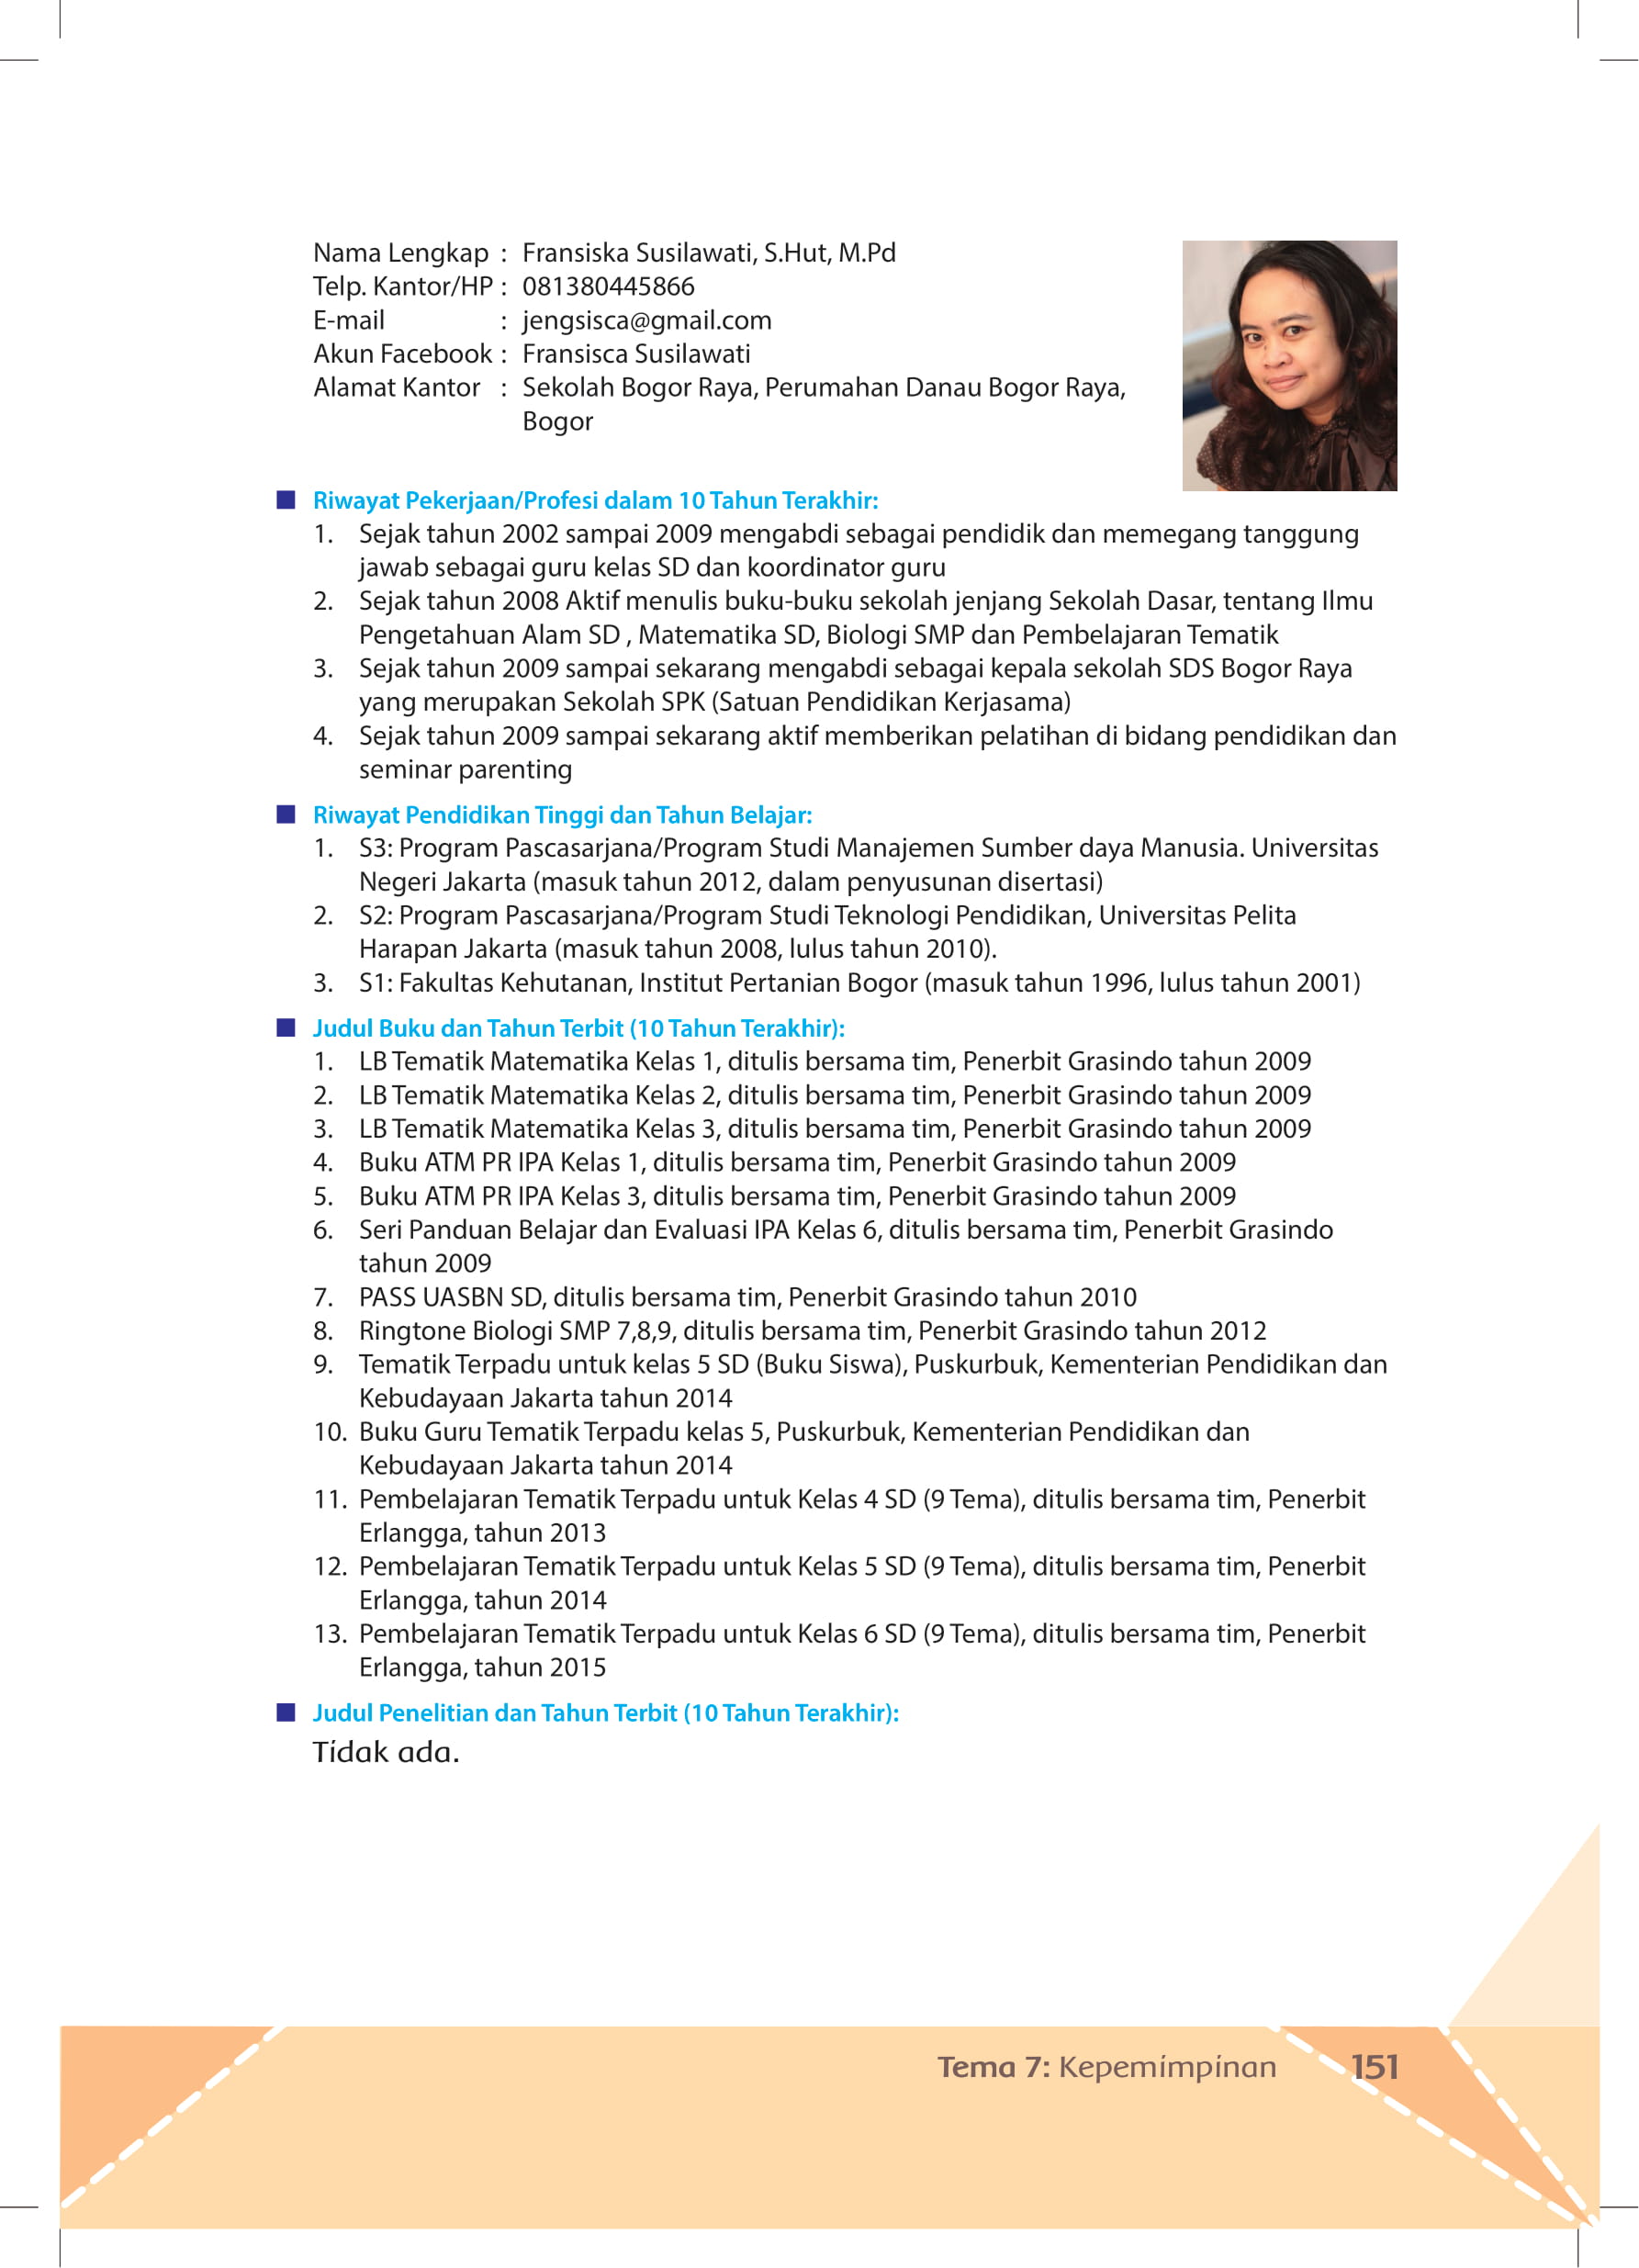 Nama Lengkap : Fransiska Susilawati, S.Hut, M.Pd
Telp. Kantor/HP : 081380445866
E-mail : jengsisca@gmail.com
Akun Facebook : Fransisca Susilawati
Alamat Kantor : Sekolah Bogor Raya, Perumahan Danau Bogor Raya,
Bogor
Riwayat Pekerjaan/Profesi dalam 10 Tahun Terakhir:
1. Sejak tahun 2002 sampai 2009 mengabdi sebagai pendidik dan memegang tanggung
jawab sebagai guru kelas SD dan koordinator guru
2. Sejak tahun 2008 Aktif menulis buku-buku sekolah jenjang Sekolah Dasar, tentang Ilmu
Pengetahuan Alam SD , Matematika SD, Biologi SMP dan Pembelajaran Tematik
3. Sejak tahun 2009 sampai sekarang mengabdi sebagai kepala sekolah SDS Bogor Raya
yang merupakan Sekolah SPK (Satuan Pendidikan Kerjasama)
4. Sejak tahun 2009 sampai sekarang aktif memberikan pelatihan di bidang pendidikan dan
seminar parenting
Riwayat Pendidikan Tinggi dan Tahun Belajar:
1. S3: Program Pascasarjana/Program Studi Manajemen Sumber daya Manusia. Universitas
Negeri Jakarta (masuk tahun 2012, dalam penyusunan disertasi)
2. S2: Program Pascasarjana/Program Studi Teknologi Pendidikan, Universitas Pelita
Harapan Jakarta (masuk tahun 2008, lulus tahun 2010).
3. S1: Fakultas Kehutanan, Institut Pertanian Bogor (masuk tahun 1996, lulus tahun 2001)
Judul Buku dan Tahun Terbit (10 Tahun Terakhir):
1. LB Tematik Matematika Kelas 1, ditulis bersama tim, Penerbit Grasindo tahun 2009
2. LB Tematik Matematika Kelas 2, ditulis bersama tim, Penerbit Grasindo tahun 2009
3. LB Tematik Matematika Kelas 3, ditulis bersama tim, Penerbit Grasindo tahun 2009
4. Buku ATM PR IPA Kelas 1, ditulis bersama tim, Penerbit Grasindo tahun 2009
5. Buku ATM PR IPA Kelas 3, ditulis bersama tim, Penerbit Grasindo tahun 2009
6. Seri Panduan Belajar dan Evaluasi IPA Kelas 6, ditulis bersama tim, Penerbit Grasindo
tahun 2009
7. PASS UASBN SD, ditulis bersama tim, Penerbit Grasindo tahun 2010
8. Ringtone Biologi SMP 7,8,9, ditulis bersama tim, Penerbit Grasindo tahun 2012
9. Tematik Terpadu untuk kelas 5 SD (Buku Siswa), Puskurbuk, Kementerian Pendidikan dan
Kebudayaan Jakarta tahun 2014
10. Buku Guru Tematik Terpadu kelas 5, Puskurbuk, Kementerian Pendidikan dan
Kebudayaan Jakarta tahun 2014
11. Pembelajaran Tematik Terpadu untuk Kelas 4 SD (9 Tema), ditulis bersama tim, Penerbit
Erlangga, tahun 2013
12. Pembelajaran Tematik Terpadu untuk Kelas 5 SD (9 Tema), ditulis bersama tim, Penerbit
Erlangga, tahun 2014
13. Pembelajaran Tematik Terpadu untuk Kelas 6 SD (9 Tema), ditulis bersama tim, Penerbit
Erlangga, tahun 2015
Judul Penelitian dan Tahun Terbit (10 Tahun Terakhir):
Tidak ada.
Tema 7: Kepemimpinan 151